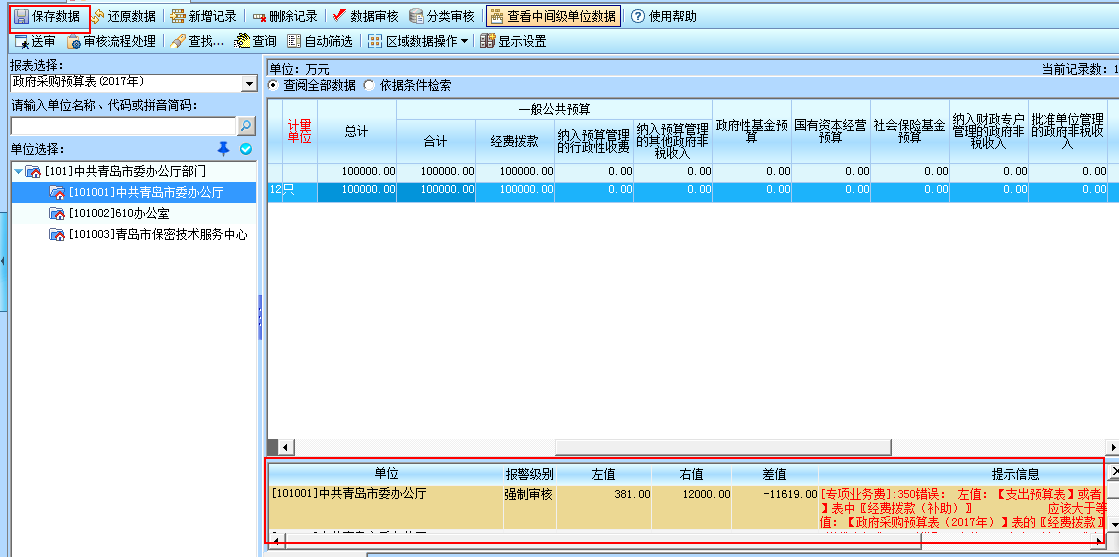 保存数据 还原数据 新增记录 删除记录 数据审核 分类审核 查看中间级单位数据 使用帮助
送审 审核流程处理 查找... 查询 自动筛选 区域数据操作 显示设置
报表选择:
政府采购预算表(2017年)
请输入单位名称、代码或拼音简码:
单位选择:
[101]中共青岛市委办公厅部门
[101001]中共青岛市委办公厅
[101002]610办公室
[101003]青岛市保密技术服务中心
单位: 万元 当前记录数: 1
查阅全部数据 依据条件检索
计量单位 总计 一般公共预算 政府性基金预算 国有资本经营预算 社会保险基金预算 纳入财政专户管理的政府非税收入 批准单位管理的政府非税收入
合计 经费拨款 纳入预算管理的行政性收费 纳入预算管理的其他政府非税收入
100000.00 100000.00 100000.00 0.00 0.00 0.00 0.00 0.00 0.00 0.00
12 只 100000.00 100000.00 100000.00 0.00 0.00 0.00 0.00 0.00 0.00 0.00
单位 报警级别 左值 右值 差值 提示信息
[101001]中共青岛市委办公厅 强制审核 381.00 12000.00 -11619.00 [专项业务费]:350错误: 左值: 【支出预算表】或者
】表中〖经费拨款（补助）〗 应该大于等
值: 【政府采购预算表（2017年）】表的〖经费拨款〗